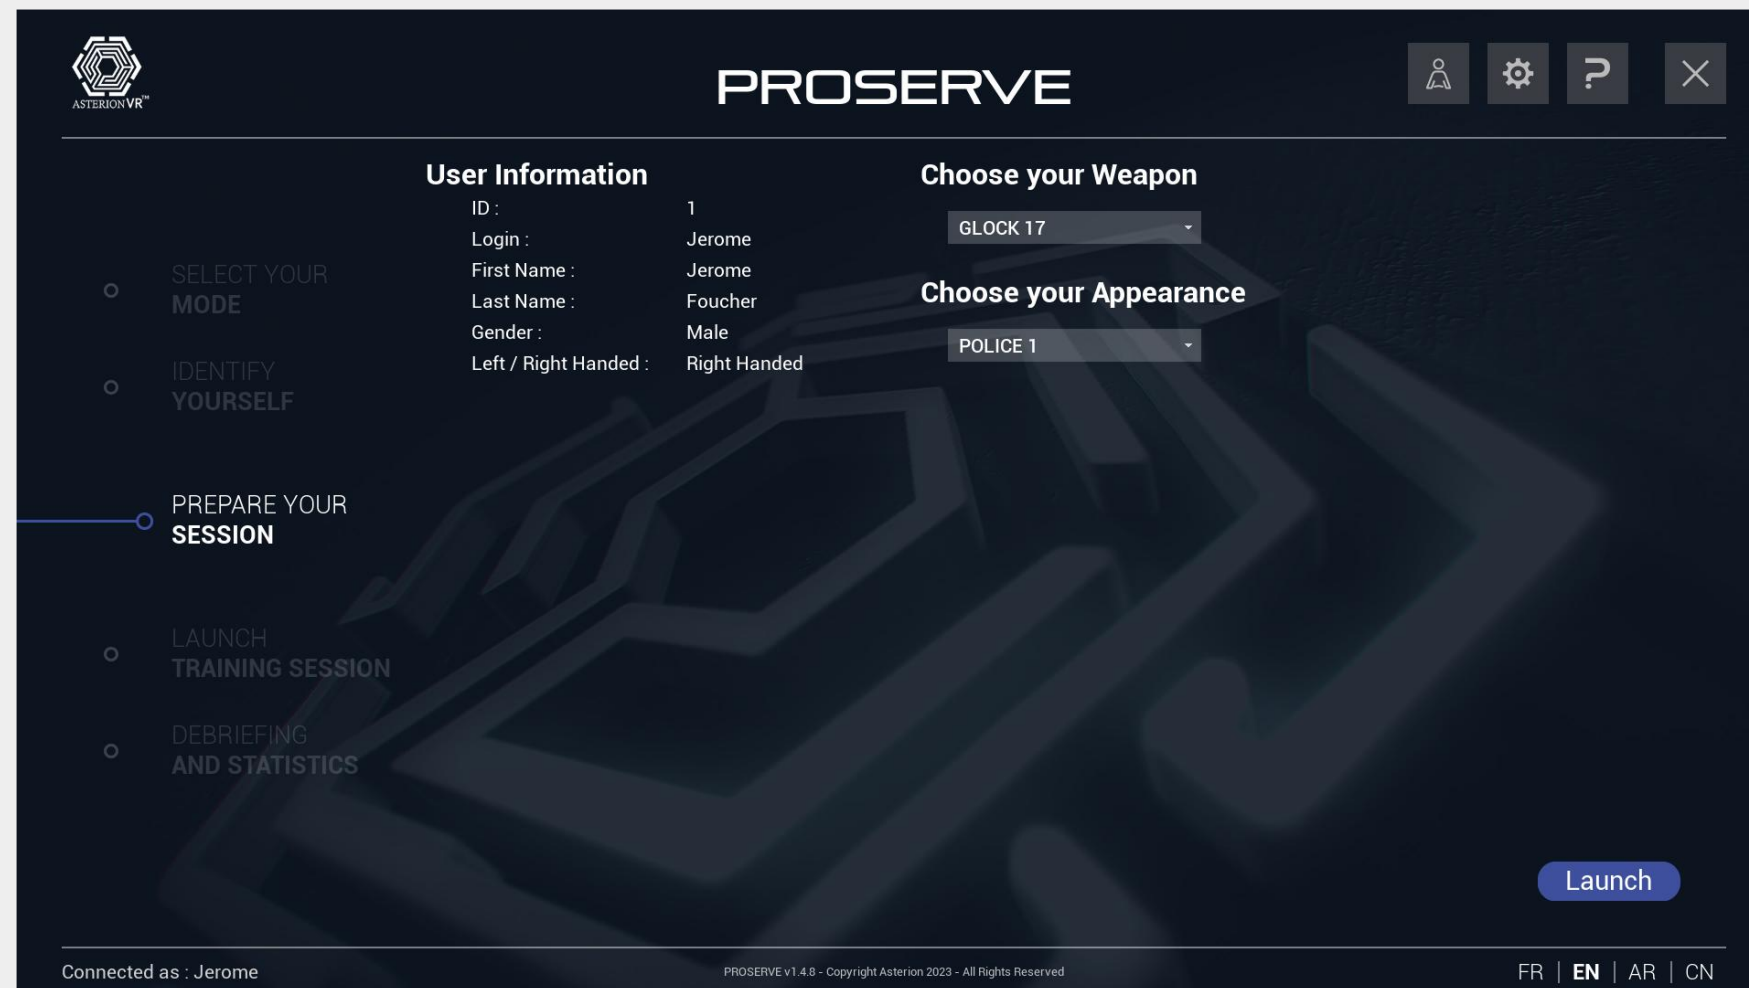 ASTERION VR™
PROSERVE
User Information
ID : 1
Login : Jerome
First Name : Jerome
Last Name : Foucher
Gender : Male
Left / Right Handed : Right Handed
Choose your Weapon
GLOCK 17
Choose your Appearance
POLICE 1
SELECT YOUR
MODE
IDENTIFY
YOURSELF
PREPARE YOUR
SESSION
LAUNCH
TRAINING SESSION
DEBRIEFING
AND STATISTICS
Launch
Connected as : Jerome
PROSERVE v1.4.8 - Copyright Asterion 2023 - All Rights Reserved
FR | EN | AR | CN